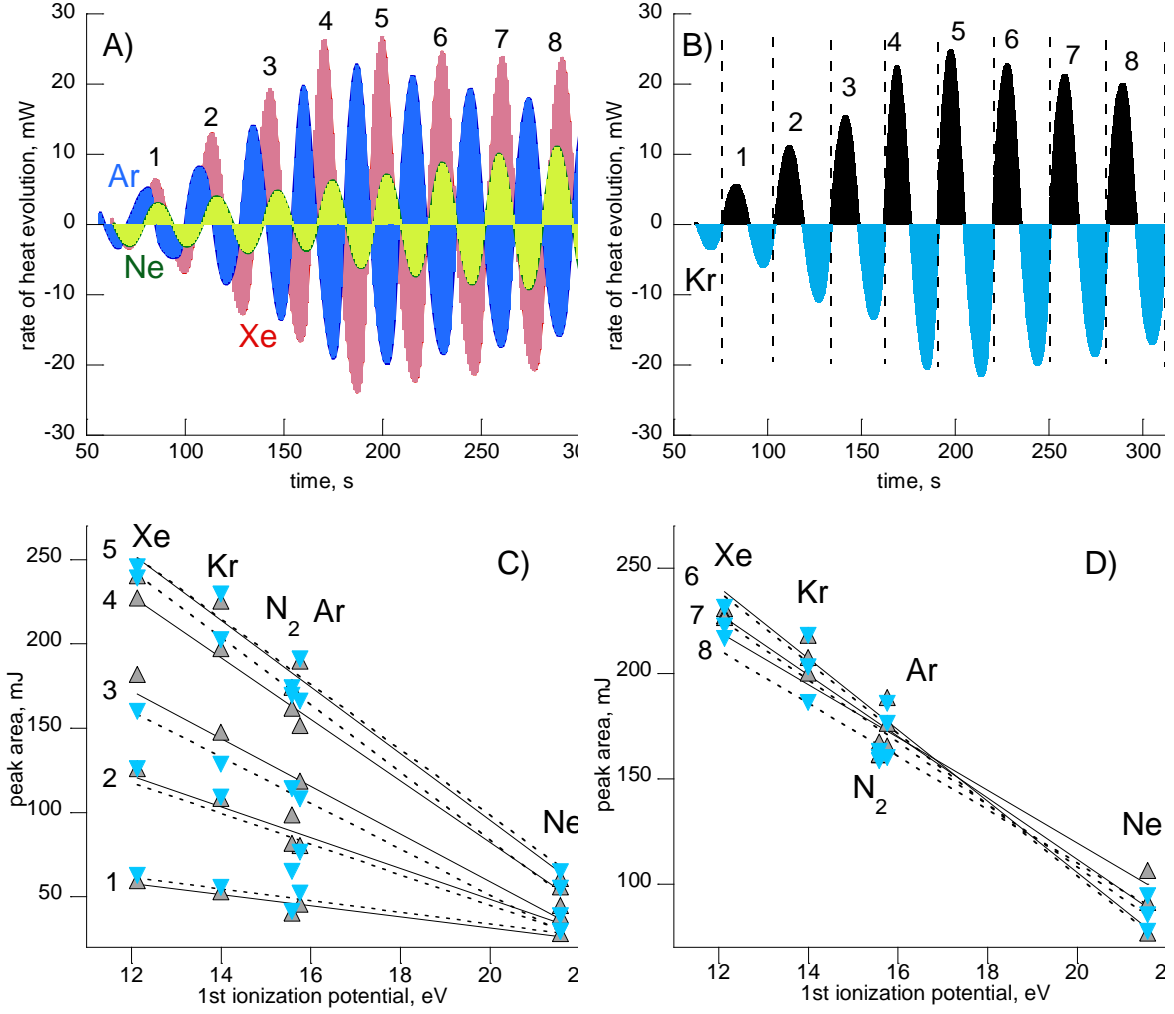 A)
4
5
6
7
8
3
2
1
Ar
Ne
Xe
30
20
10
0
-10
-20
-30
rate of heat evolution, mW
50
100
150
200
250
time, s
B)
4
5
6
7
8
3
2
1
Kr
30
20
10
0
-10
-20
-30
rate of heat evolution, mW
50
100
150
200
250
300
time, s
C)
Xe
Kr
N2 Ar
Ne
5
4
3
2
1
250
200
150
100
50
peak area, mJ
12
14
16
18
20
2
1st ionization potential, eV
D)
Xe
Kr
Ar
N2
Ne
6
7
8
250
200
150
100
peak area, mJ
12
14
16
18
20
1st ionization potential, eV